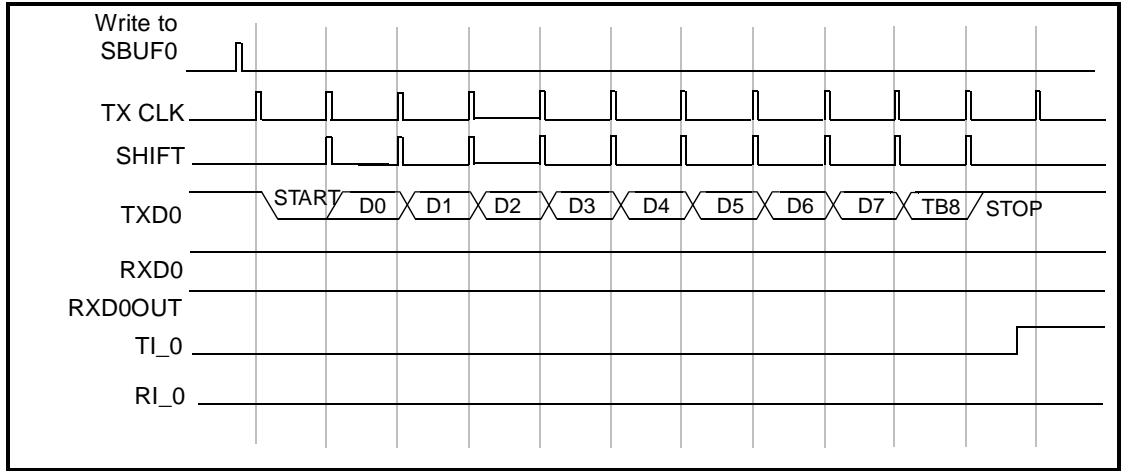 Write to
SBUF0
TX CLK
SHIFT
TXD0
START D0 D1 D2 D3 D4 D5 D6 D7 TB8 STOP
RXD0
RXD0OUT
TI_0
RI_0